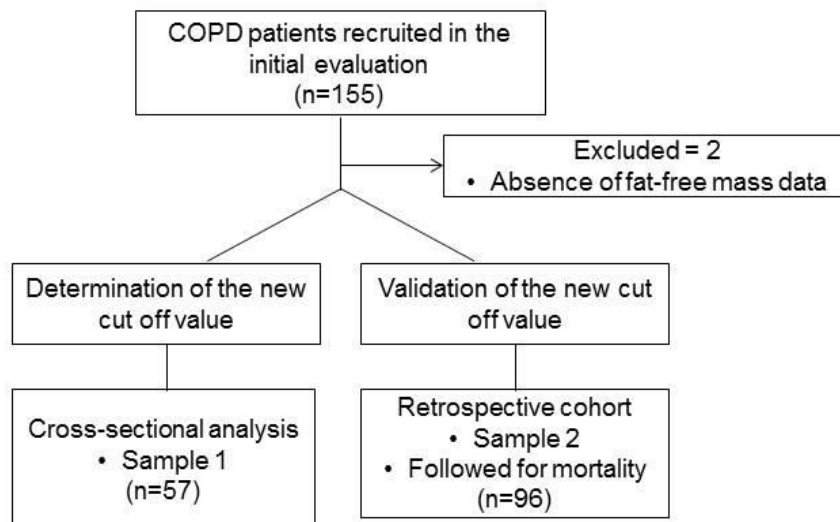 COPD patients recruited in the
initial evaluation
(n=155)
Excluded = 2
• Absence of fat-free mass data
Determination of the new
cut off value
Validation of the new cut
off value
Cross-sectional analysis
• Sample 1
(n=57)
Retrospective cohort
• Sample 2
• Followed for mortality
(n=96)